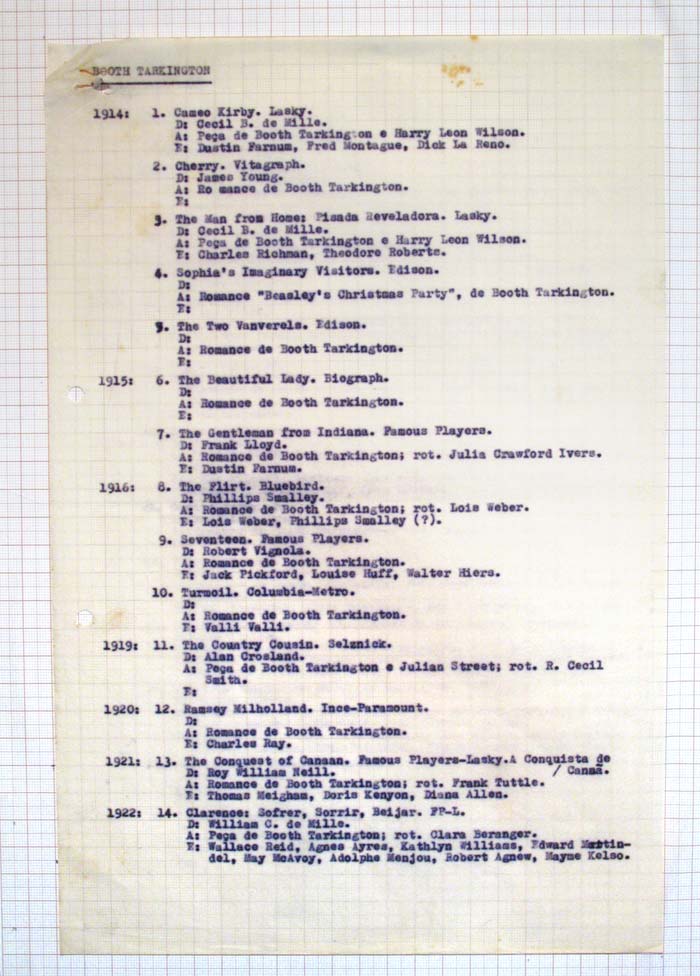 BOOTH TARKINGTON
1914: 1. Cameo Kirby. Lasky.
D: Cecil B. de Mille.
A: Peça de Booth Tarkington e Harry Leon Wilson.
E: Dustin Farnum, Fred Montague, Dick La Reno.
2. Cherry. Vitagraph.
D: James Young.
A: Ro mance de Booth Tarkington.
E:
3. The Man from Home: Pisada Reveladora. Lasky.
D: Cecil B. de Mille.
A: Peça de Booth Tarkington e Harry Leon Wilson.
E: Charles Richman, Theodore Roberts.
4. Sophia's Imaginary Visitors. Edison.
D:
A: Romance "Beasley's Christmas Party", de Booth Tarkington.
E:
5. The Two Vanverels. Edison.
D:
A: Romance de Booth Tarkington.
E:
1915: 6. The Beautiful Lady. Biograph.
D:
A: Romance de Booth Tarkington.
E:
7. The Gentleman from Indiana. Famous Players.
D: Frank Lloyd.
A: Romance de Booth Tarkington; rot. Julia Crawford Ivers.
E: Dustin Farnum.
1916: 8. The Flirt. Bluebird.
D: Phillips Smalley.
A: Romance de Booth Tarkington; rot. Lois Weber.
E: Lois Weber, Phillips Smalley (?).
9. Seventeen. Famous Players.
D: Robert Vignola.
A: Romance de Booth Tarkington.
E: Jack Pickford, Louise Huff, Walter Hiers.
10. Turmoil. Columbia-Metro.
D:
A: Romance de Booth Tarkington.
E: Valli Valli.
1919: 11. The Country Cousin. Selznick.
D: Alan Crosland.
A: Peça de Booth Tarkington e Julian Street; rot. R. Cecil
Smith.
E:
1920: 12. Ramsey Milholland. Ince-Paramount.
D:
A: Romance de Booth Tarkington.
E: Charles Ray.
1921: 13. The Conquest of Canaan. Famous Players-Lasky.A Conquista de
D: Roy William Neill. / Canaã.
A: Romance de Booth Tarkington; rot. Frank Tuttle.
E: Thomas Meigham, Doris Kenyon, Diana Allen.
1922: 14. Clarence: Sofrer, Sorrir, Beijar. FP-L.
D: William C. de Mille.
A: Peça de Booth Tarkington; rot. Clara Beranger.
E: Wallace Reid, Agnes Ayres, Kathlyn Williams, Edward Martin-
del, May McAvoy, Adolphe Menjou, Robert Agnew, Mayme Kelso.